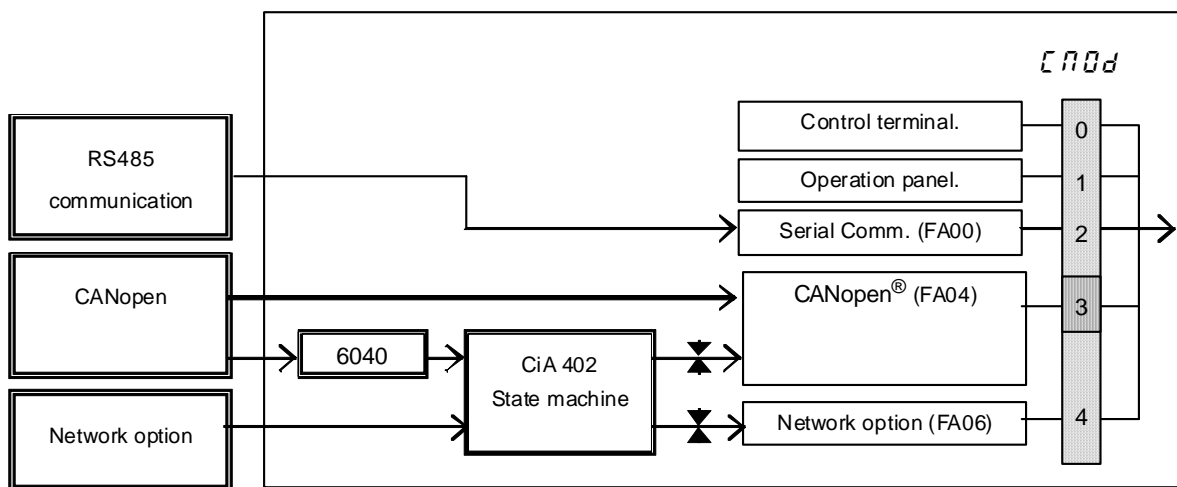 CMOd
Control terminal.
0
RS485
communication
Operation panel.
1
Serial Comm. (FA00)
2
CANopen
CANopen® (FA04)
3
6040
CiA 402
State machine
Network option
Network option (FA06)
4